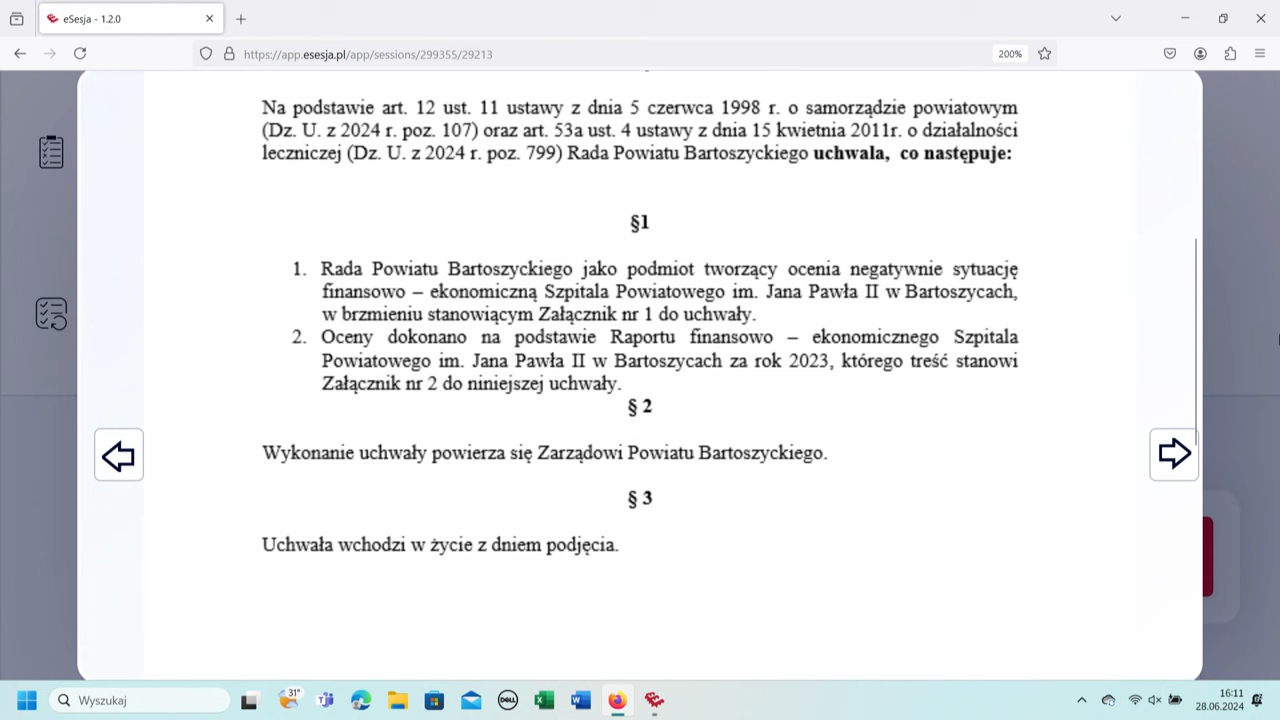 eSesja - 1.2.0
https://app.esesja.pl/app/sessions/299355/29213
200%
Na podstawie art. 12 ust. 11 ustawy z dnia 5 czerwca 1998 r. o samorządzie powiatowym
(Dz. U. z 2024 r. poz. 107) oraz art. 53a ust. 4 ustawy z dnia 15 kwietnia 2011r. o działalności
leczniczej (Dz. U. z 2024 r. poz. 799) Rada Powiatu Bartoszyckiego uchwala, co następuje:
§1
1. Rada Powiatu Bartoszyckiego jako podmiot tworzący ocenia negatywnie sytuację
finansowo – ekonomiczną Szpitala Powiatowego im. Jana Pawła II w Bartoszycach,
w brzmieniu stanowiącym Załącznik nr 1 do uchwały.
2. Oceny dokonano na podstawie Raportu finansowo – ekonomicznego Szpitala
Powiatowego im. Jana Pawła II w Bartoszycach za rok 2023, którego treść stanowi
Załącznik nr 2 do niniejszej uchwały.
§ 2
Wykonanie uchwały powierza się Zarządowi Powiatu Bartoszyckiego.
§ 3
Uchwała wchodzi w życie z dniem podjęcia.
Wyszukaj
31°
DELL
16:11
28.06.2024